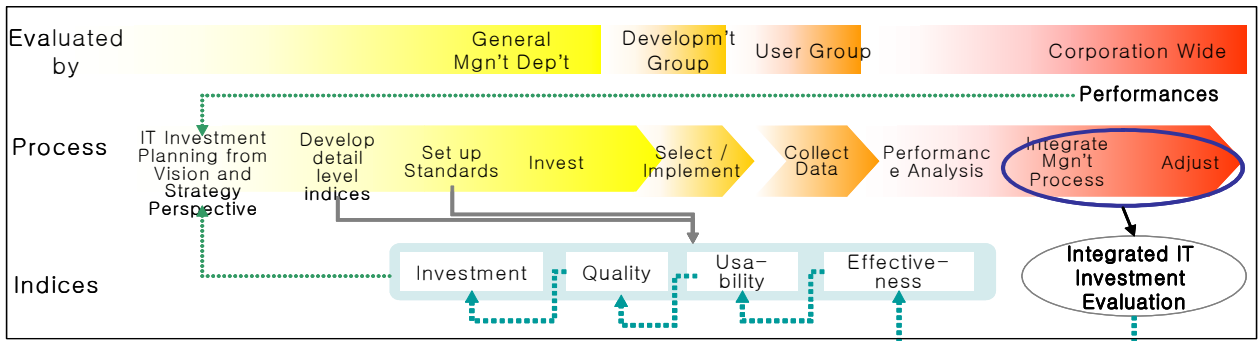 Evaluated
by
General
Mgn't Dep't
Developm't
Group
User Group
Corporation Wide
Performances
Process
IT Investment
Planning from
Vision and
Strategy
Perspective
Develop
detail
level
indices
Set up
Standards
Invest
Select /
Implement
Collect
Data
Performanc
e Analysis
Integrate
Mgn't
Process
Adjust
Indices
Investment
Quality
Usa-
bility
Effective-
ness
Integrated IT
Investment
Evaluation